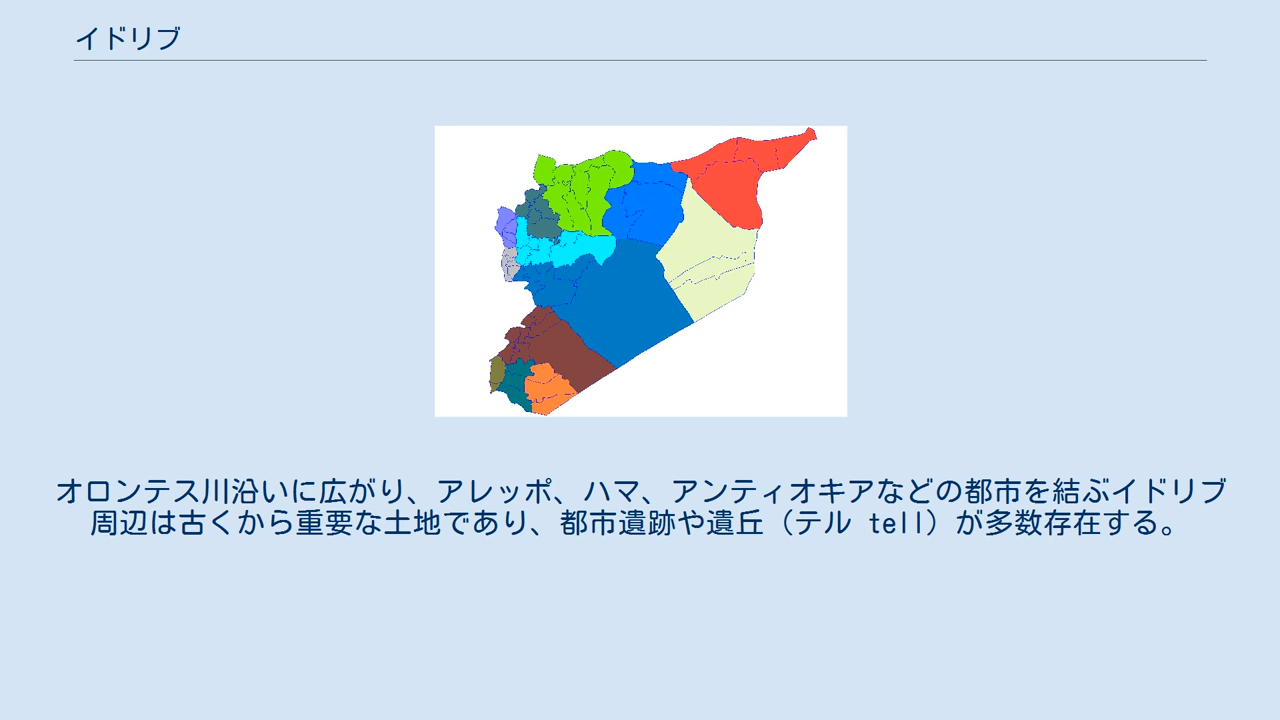 イドリブ
オロンテス川沿いに広がり、アレッポ、ハマ、アンティオキアなどの都市を結ぶイドリブ
周辺は古くから重要な土地であり、都市遺跡や遺丘（テル tell）が多数存在する。